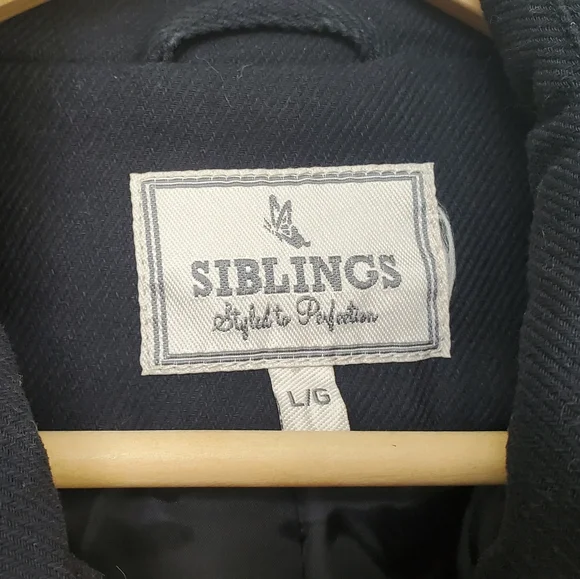 SIBLINGS
Styled to Perfection
L/G